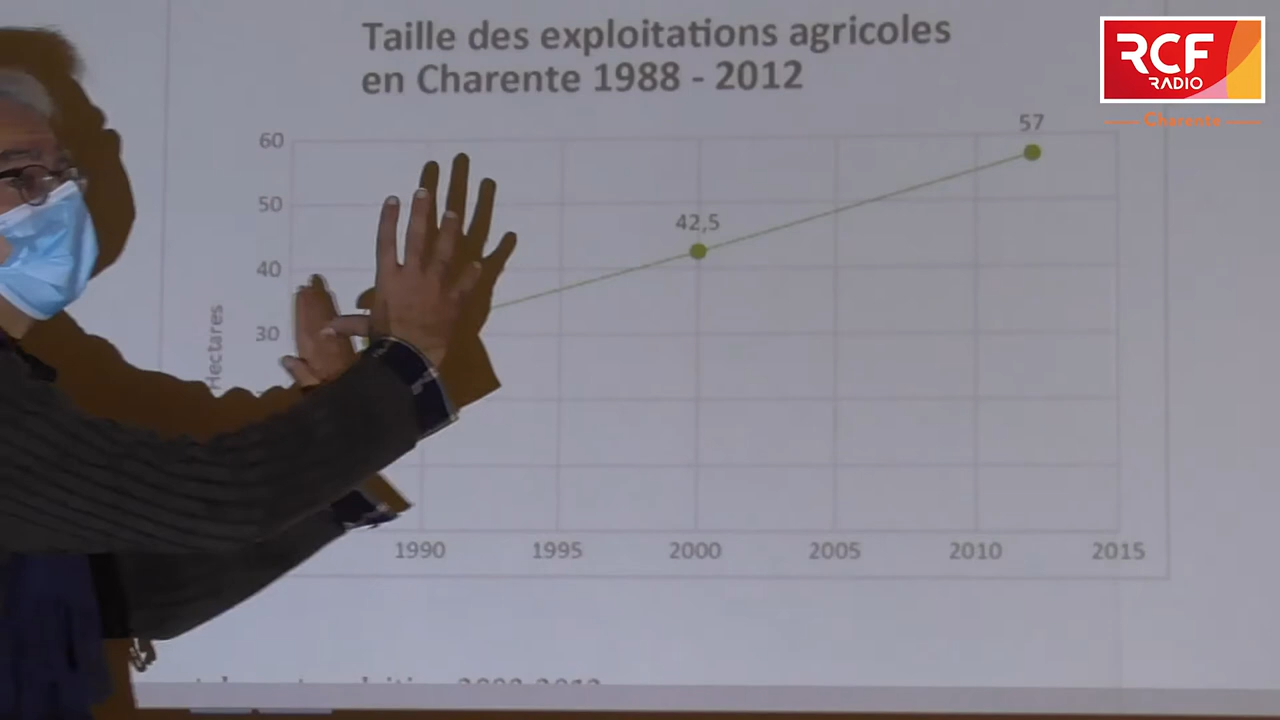 Taille des exploitations agricoles
en Charente 1988 - 2012
RCF
RADIO
Charente
57
60
50
42,5
40
30
Hectares
1990 1995 2000 2005 2010 2015